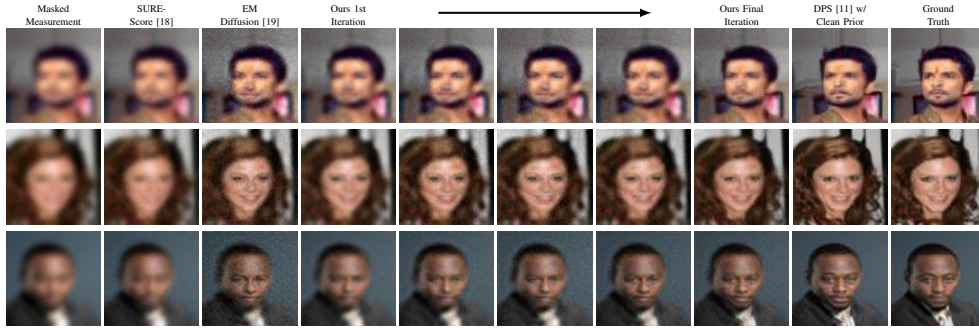 Masked
Measurement
SURE-
Score [18]
EM
Diffusion [19]
Ours 1st
Iteration
Ours Final
Iteration
DPS [11] w/
Clean Prior
Ground
Truth